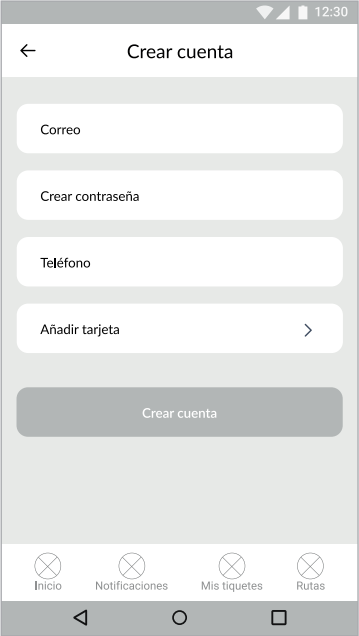 12:30
Crear cuenta
Correo
Crear contraseña
Teléfono
Añadir tarjeta
Crear cuenta
Inicio Notificaciones Mis tiquetes Rutas